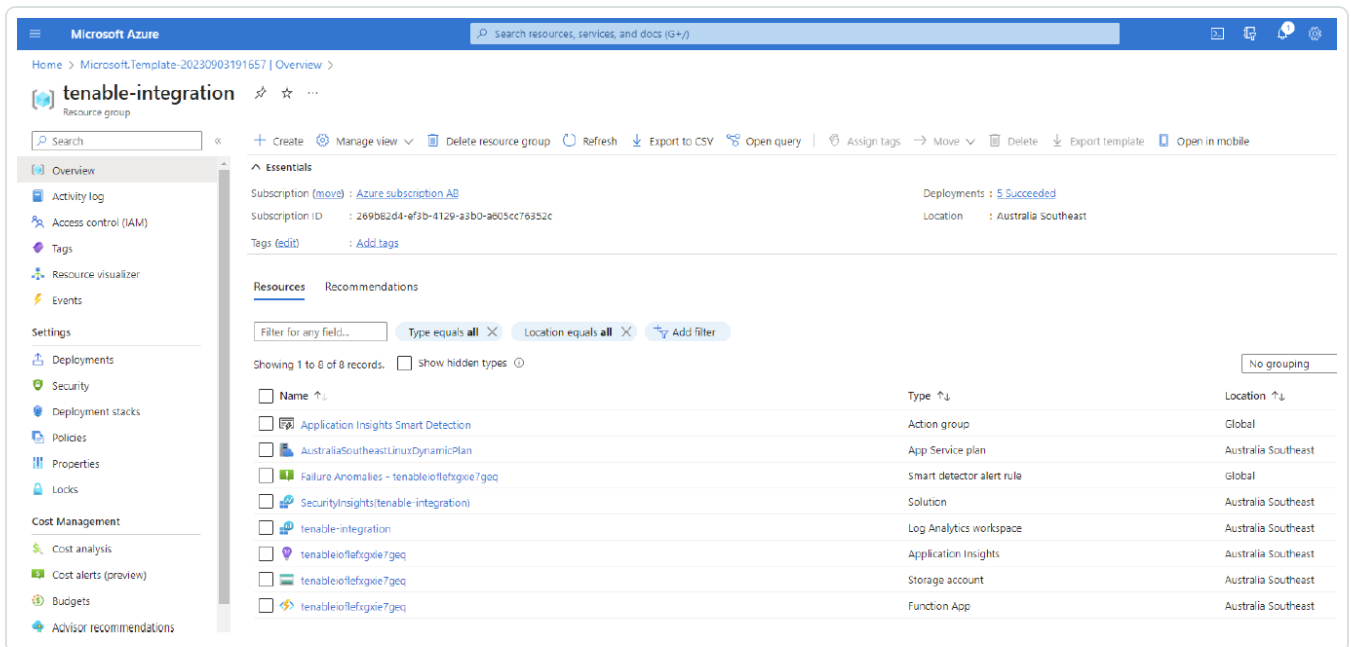 Microsoft Azure
Search resources, services, and docs (G+/)
1
Home > Microsoft.Template-20230903191657 | Overview >
tenable-integration
Resource group
Search
Create Manage view Delete resource group Refresh Export to CSV Open query Assign tags Move Delete Export template Open in mobile
Overview
Activity log
Access control (IAM)
Tags
Resource visualizer
Events
Settings
Deployments
Security
Deployment stacks
Policies
Properties
Locks
Cost Management
Cost analysis
Cost alerts (preview)
Budgets
Advisor recommendations
Essentials
Subscription (move) : Azure subscription AB
Subscription ID : 269b82d4-ef3b-4129-a3b0-a605cc76352c
Tags (edit) : Add tags
Deployments : 5 Succeeded
Location : Australia Southeast
Resources Recommendations
Filter for any field... Type equals all Location equals all Add filter
Showing 1 to 8 of 8 records. Show hidden types
No grouping
Name Type Location
Application Insights Smart Detection Action group Global
AustraliaSoutheastLinuxDynamicPlan App Service plan Australia Southeast
Failure Anomalies - tenableioflefxgxie7geq Smart detector alert rule Global
SecurityInsights(tenable-integration) Solution Australia Southeast
tenable-integration Log Analytics workspace Australia Southeast
tenableioflefxgxie7geq Application Insights Australia Southeast
tenableioflefxgxie7geq Storage account Australia Southeast
tenableioflefxgxie7geq Function App Australia Southeast